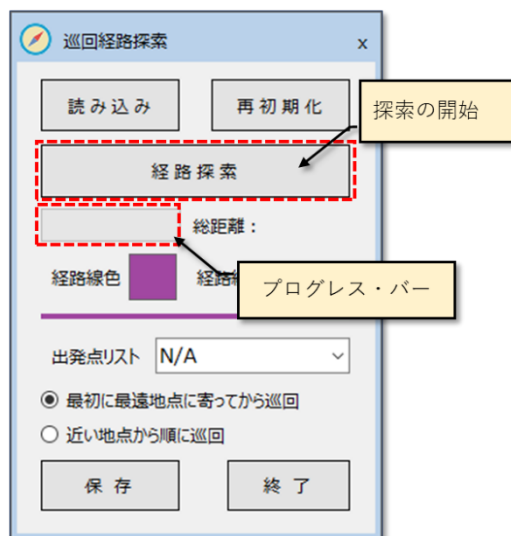 巡回経路探索
x
読み込み
再初期化
探索の開始
経路探索
総距離：
経路線色
経路
プログレス・バー
出発点リスト
N/A
最初に最遠地点に寄ってから巡回
近い地点から順に巡回
保存
終了